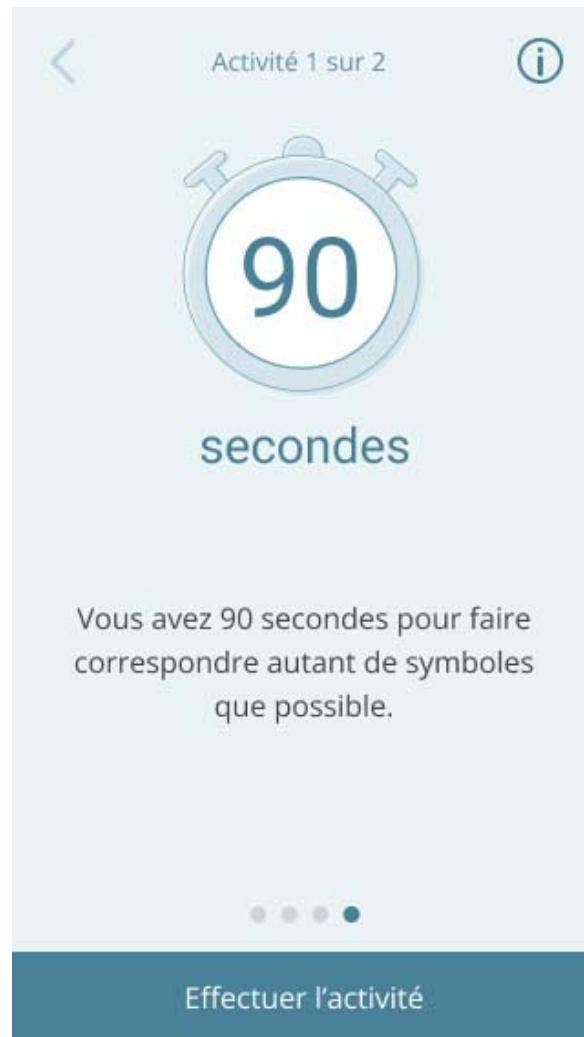 Activité 1 sur 2
90
secondes
Vous avez 90 secondes pour faire
correspondre autant de symboles
que possible.
Effectuer l’activité